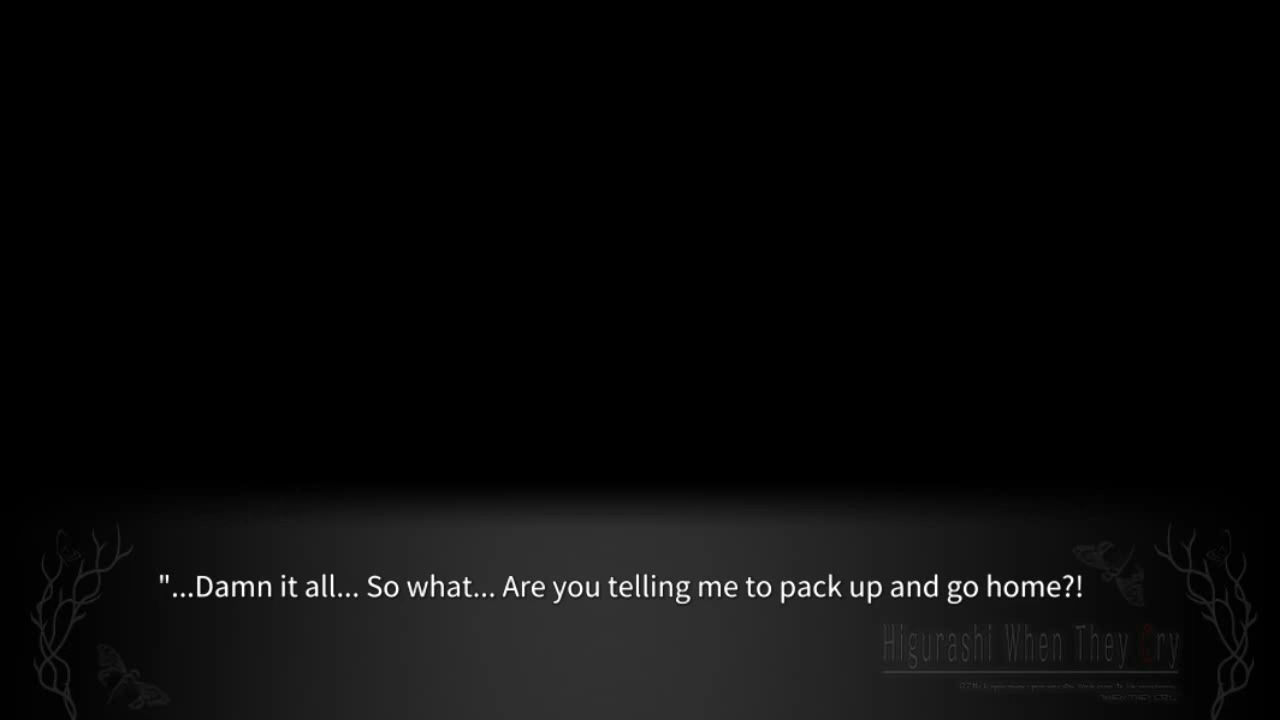 "...Damn it all... So what... Are you telling me to pack up and go home?!
Higurashi When They Cry